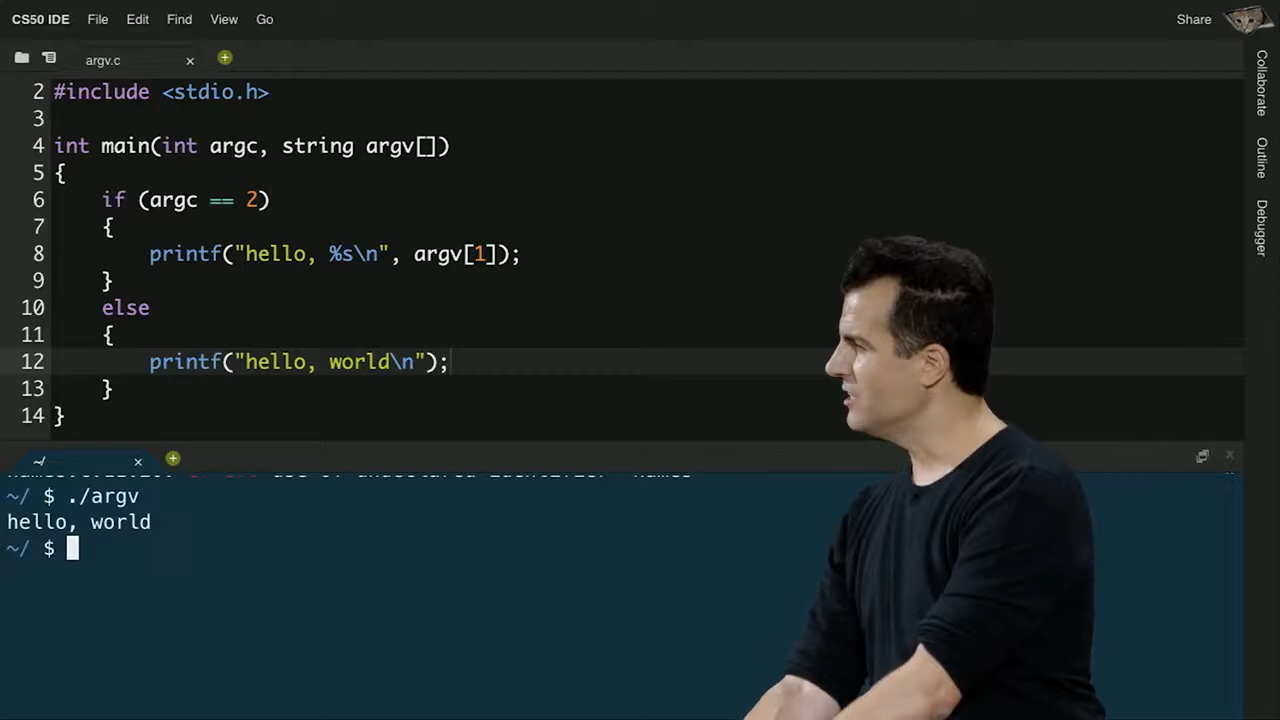 CS50 IDE File Edit Find View Go Share
argv.c
Collaborate
Outline
Debugger
2 #include <stdio.h>
3
4 int main(int argc, string argv[])
5 {
6 if (argc == 2)
7 {
8 printf("hello, %s\n", argv[1]);
9 }
10 else
11 {
12 printf("hello, world\n");
13 }
14 }
~/
~/ $ ./argv
hello, world
~/ $